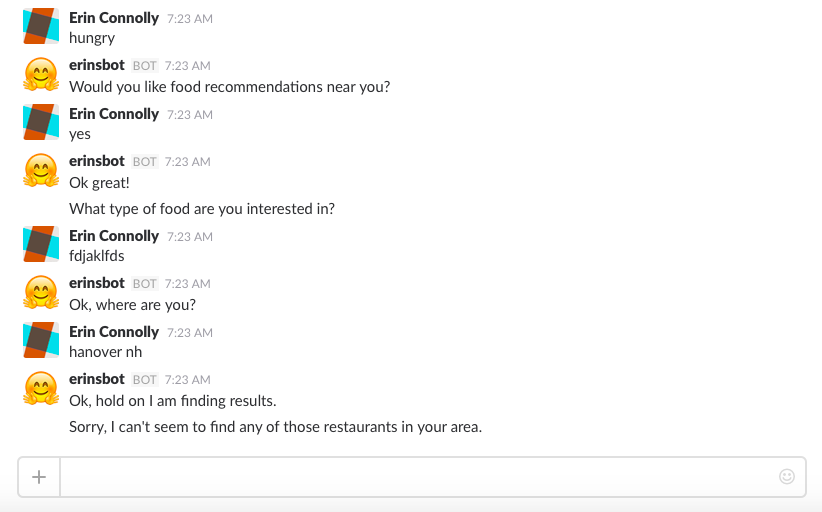 Erin Connolly 7:23 AM
hungry
erinsbot BOT 7:23 AM
Would you like food recommendations near you?
Erin Connolly 7:23 AM
yes
erinsbot BOT 7:23 AM
Ok great!
What type of food are you interested in?
Erin Connolly 7:23 AM
fdjaklfds
erinsbot BOT 7:23 AM
Ok, where are you?
Erin Connolly 7:23 AM
hanover nh
erinsbot BOT 7:23 AM
Ok, hold on I am finding results.
Sorry, I can't seem to find any of those restaurants in your area.